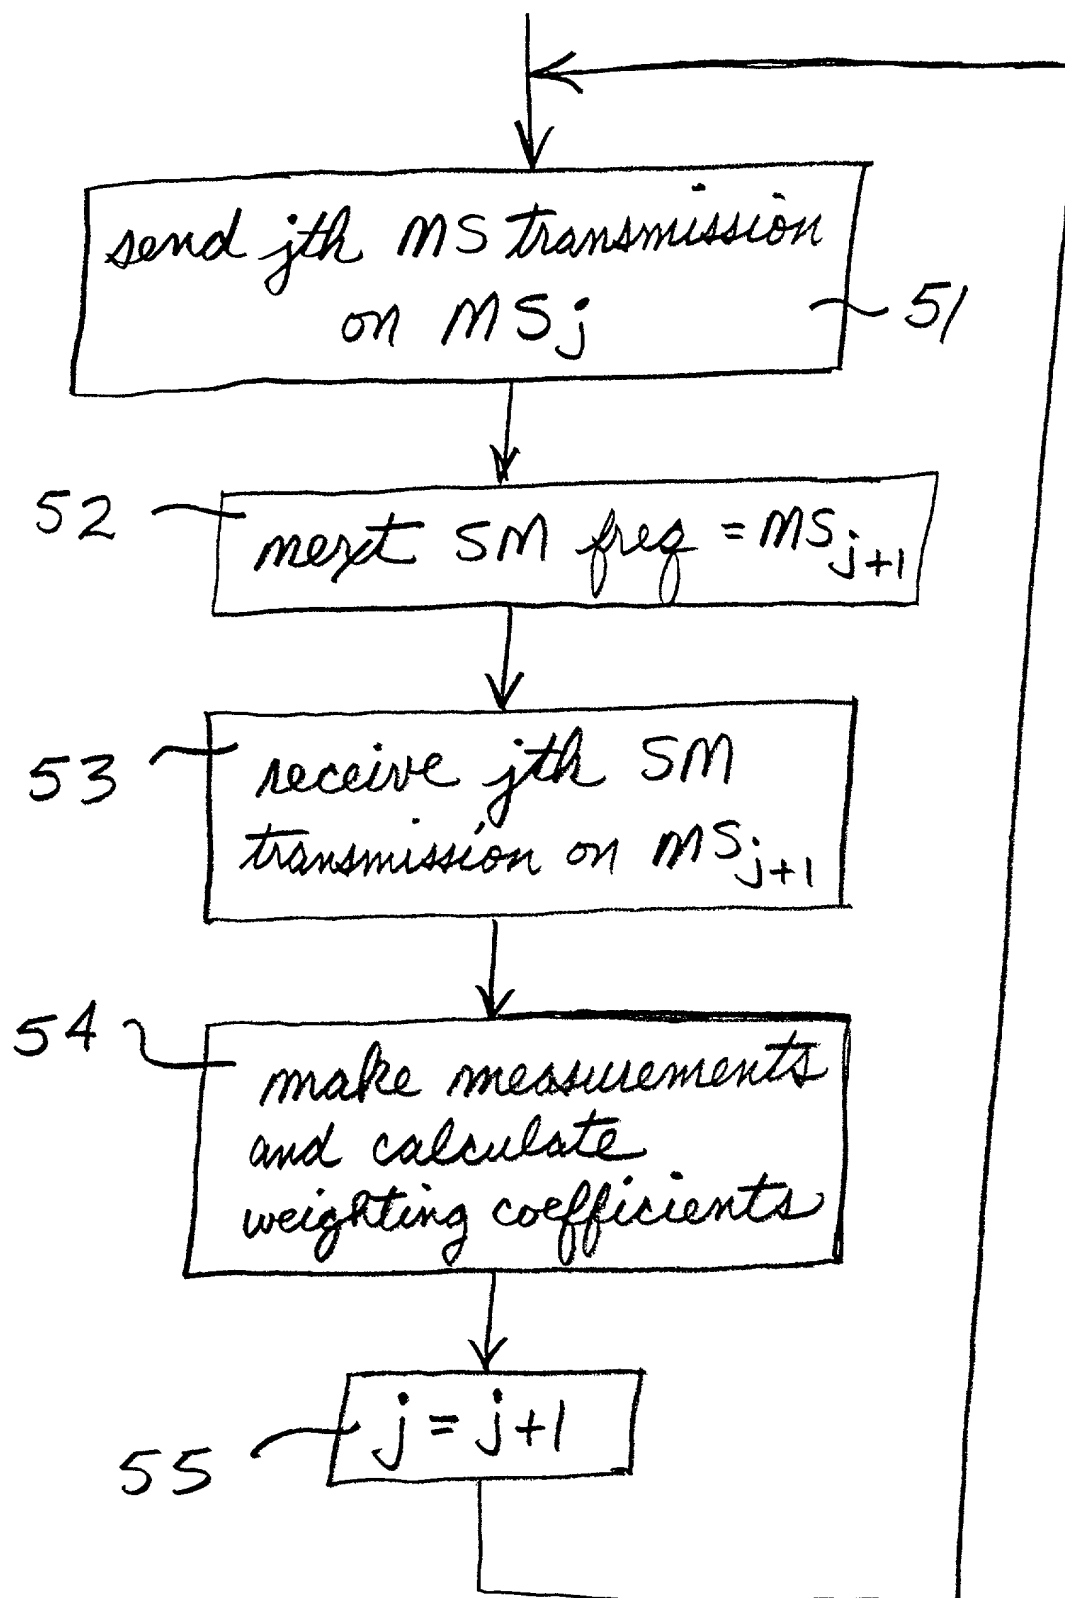 send jth MS transmission
on MSj
51
52
next SM freq = MSj+1
53
receive jth SM
transmission on MSj+1
54
make measurements
and calculate
weighting coefficients
j = j+1
55